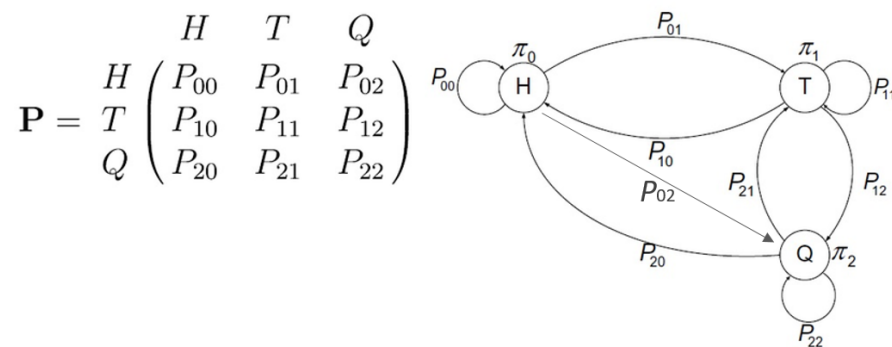 H T Q
H P00 P01 P02
P = T P10 P11 P12
Q P20 P21 P22
P01
π0 π1
P00 H T P11
P10
P02 P21 P12
P20 Q π2
P22